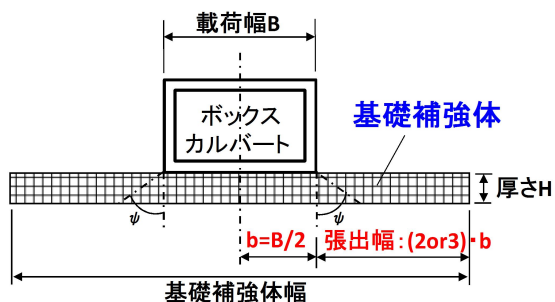 載荷幅B
ボックス
カルバート
基礎補強体
厚さH
ψ
ψ
b=B/2
張出幅:(2or3)・b
基礎補強体幅